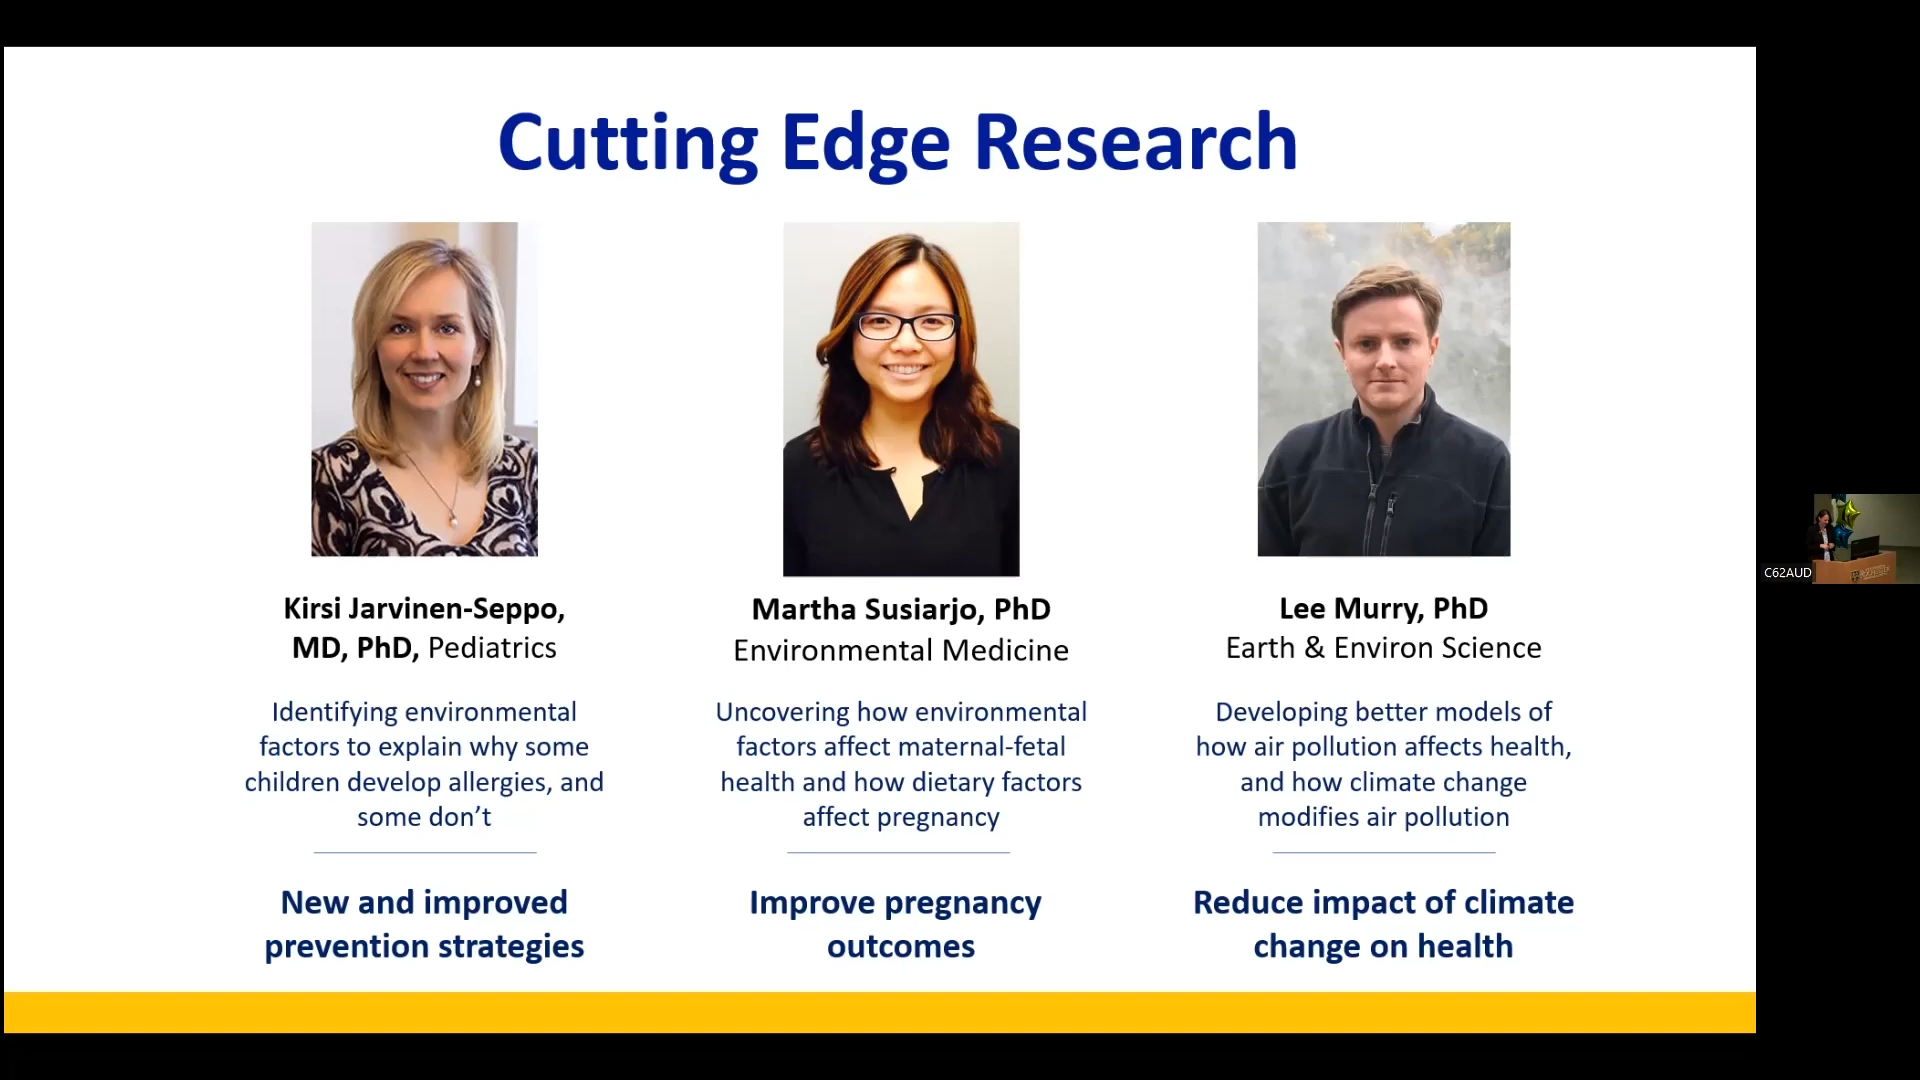 Cutting Edge Research
Kirsi Jarvinen-Seppo,
MD, PhD, Pediatrics
Identifying environmental
factors to explain why some
children develop allergies, and
some don't
New and improved
prevention strategies
Martha Susiarjo, PhD
Environmental Medicine
Uncovering how environmental
factors affect maternal-fetal
health and how dietary factors
affect pregnancy
Improve pregnancy
outcomes
Lee Murry, PhD
Earth & Environ Science
Developing better models of
how air pollution affects health,
and how climate change
modifies air pollution
Reduce impact of climate
change on health
C62AUD